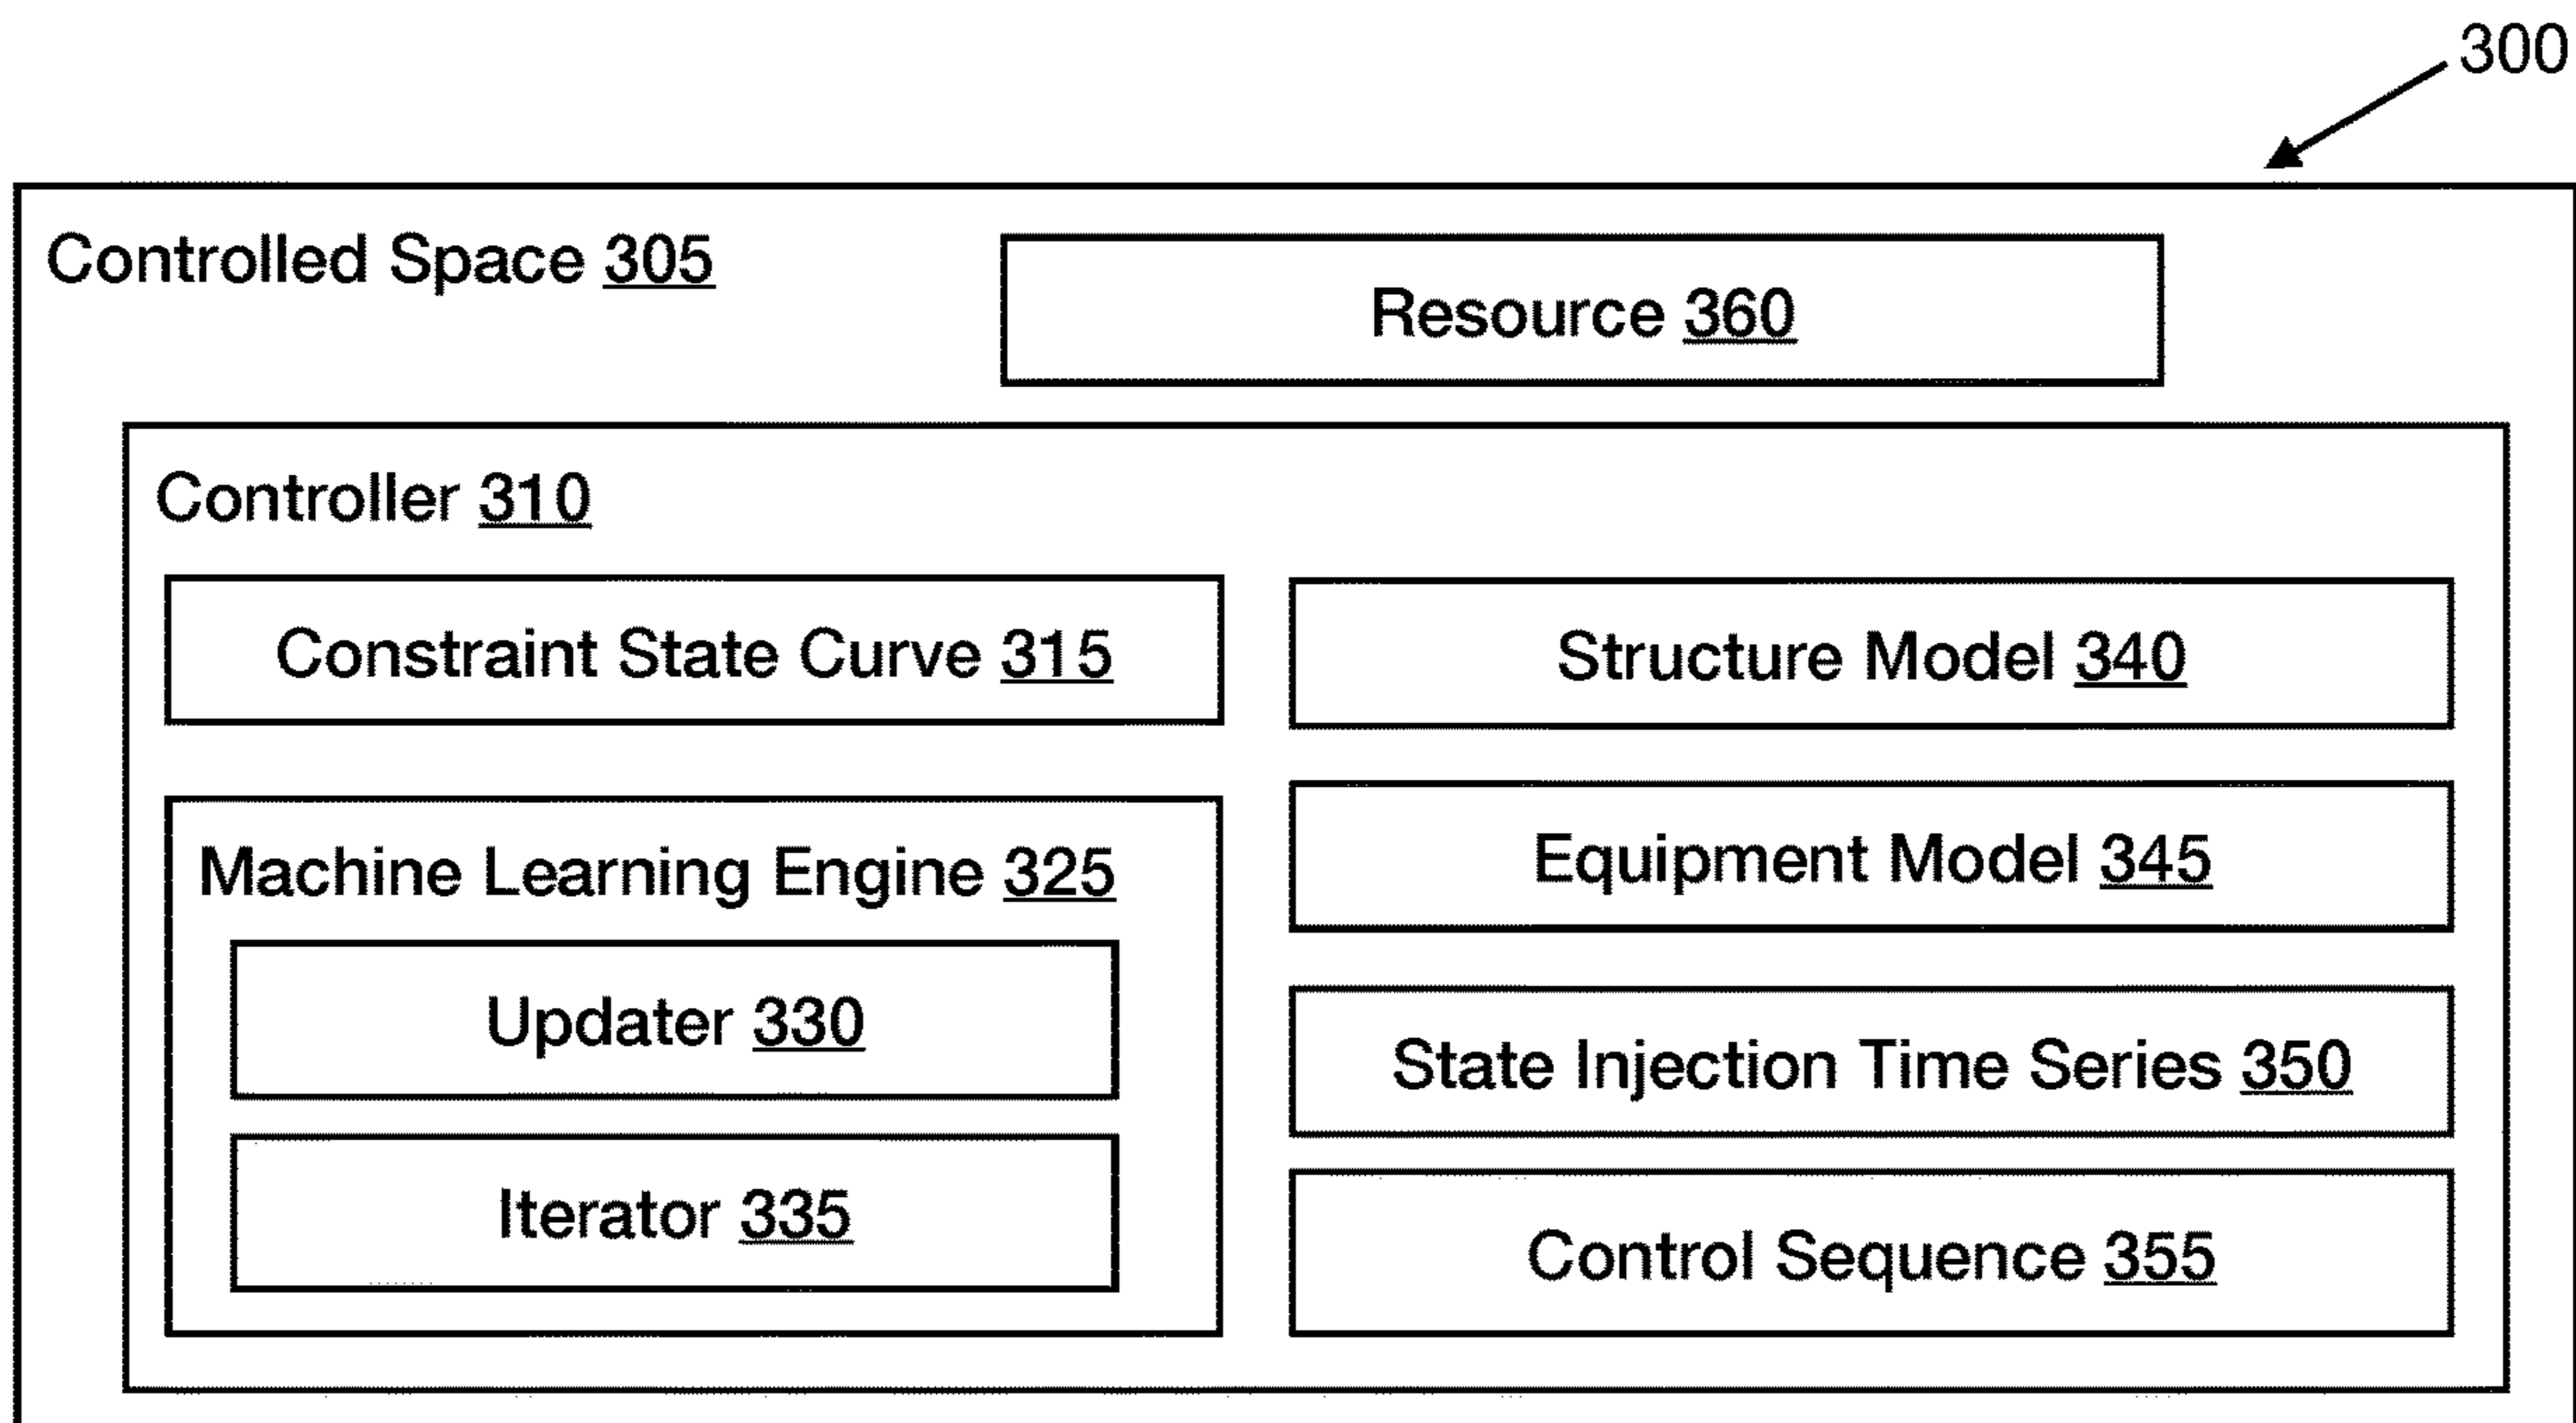 300
Controlled Space 305
Resource 360
Controller 310
Constraint State Curve 315
Machine Learning Engine 325
Updater 330
Iterator 335
Structure Model 340
Equipment Model 345
State Injection Time Series 350
Control Sequence 355